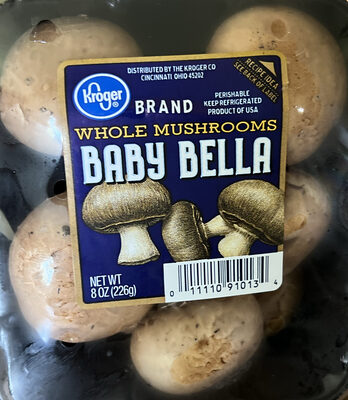 DISTRIBUTED BY THE KROGER CO
CINCINNATI OHIO 45202
RECIPE IDEA
SEE BACK OF LABEL
Kroger®
BRAND
PERISHABLE
KEEP REFRIGERATED
PRODUCT OF USA
WHOLE MUSHROOMS
BABY BELLA
NET WT
8 OZ (226g)
0 11110 91013 4